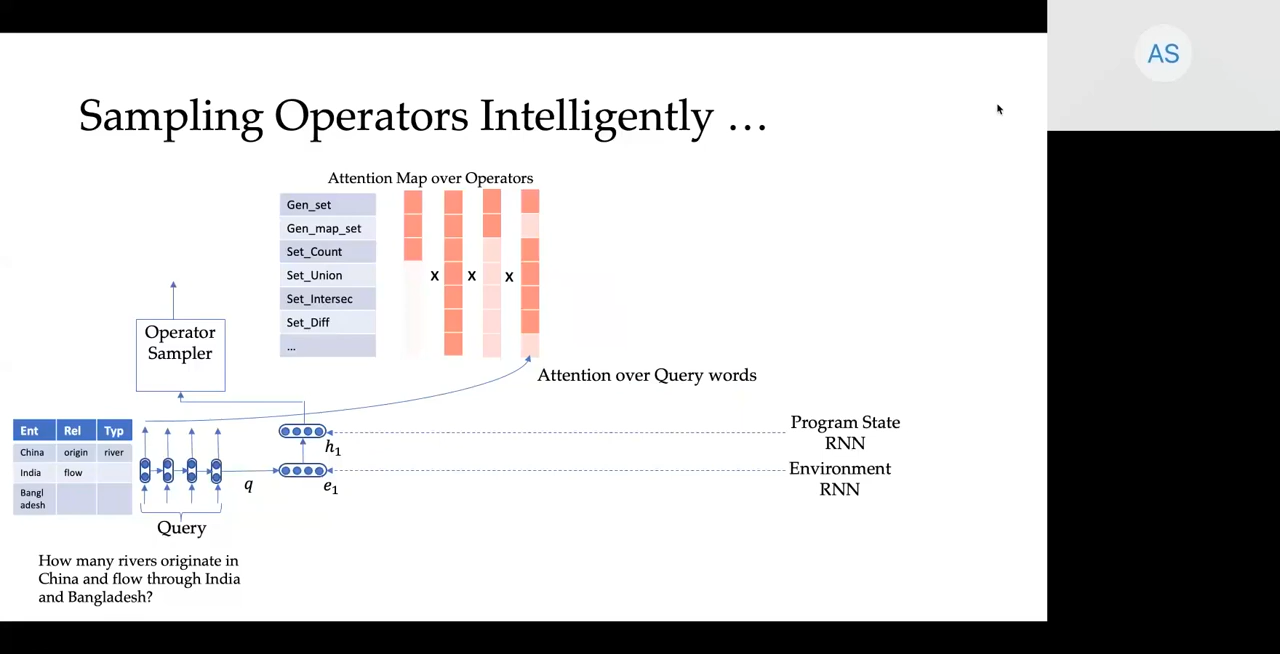 AS
Sampling Operators Intelligently …
Attention Map over Operators
Gen_set
Gen_map_set
Set_Count
Set_Union
Set_Intersec
Set_Diff
...
x x x
Operator
Sampler
Attention over Query words
Ent Rel Typ
China origin river
India flow
Bangl
adesh
Program State
RNN
h1
Environment
RNN
q
e1
Query
How many rivers originate in
China and flow through India
and Bangladesh?